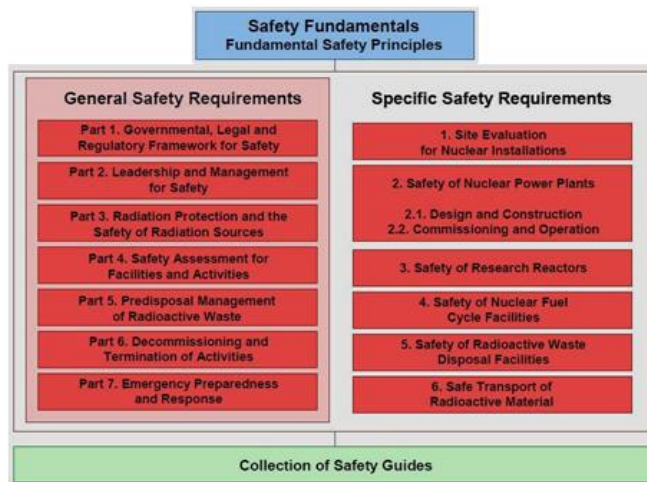 Safety Fundamentals
Fundamental Safety Principles
General Safety Requirements
Part 1. Governmental, Legal and
Regulatory Framework for Safety
Part 2. Leadership and Management
for Safety
Part 3. Radiation Protection and the
Safety of Radiation Sources
Part 4. Safety Assessment for
Facilities and Activities
Part 5. Predisposal Management
of Radioactive Waste
Part 6. Decommissioning and
Termination of Activities
Part 7. Emergency Preparedness
and Response
Specific Safety Requirements
1. Site Evaluation
for Nuclear Installations
2. Safety of Nuclear Power Plants
2.1. Design and Construction
2.2. Commissioning and Operation
3. Safety of Research Reactors
4. Safety of Nuclear Fuel
Cycle Facilities
5. Safety of Radioactive Waste
Disposal Facilities
6. Safe Transport of
Radioactive Material
Collection of Safety Guides